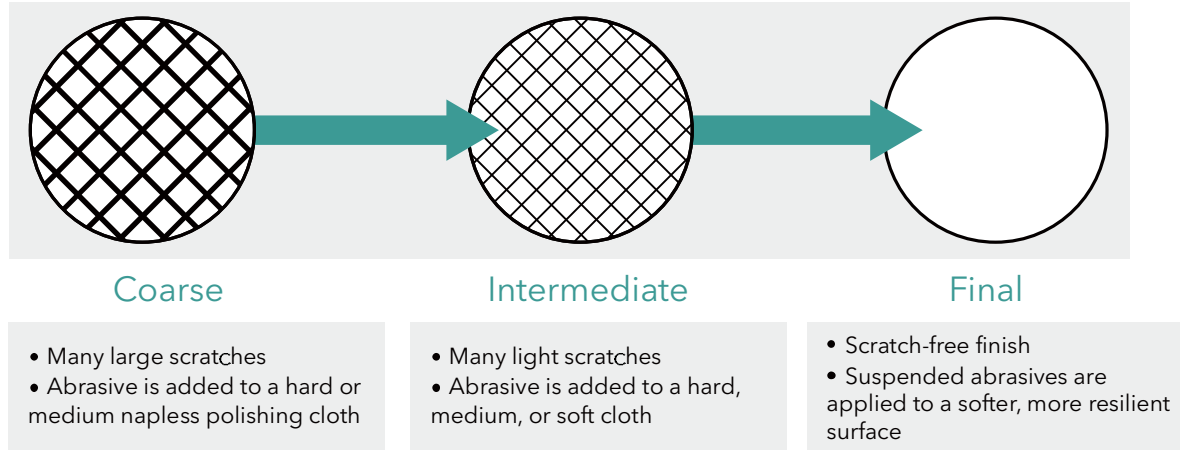 Coarse
Intermediate
Final
• Many large scratches
• Abrasive is added to a hard or
medium napless polishing cloth
• Many light scratches
• Abrasive is added to a hard,
medium, or soft cloth
• Scratch-free finish
• Suspended abrasives are
applied to a softer, more resilient
surface